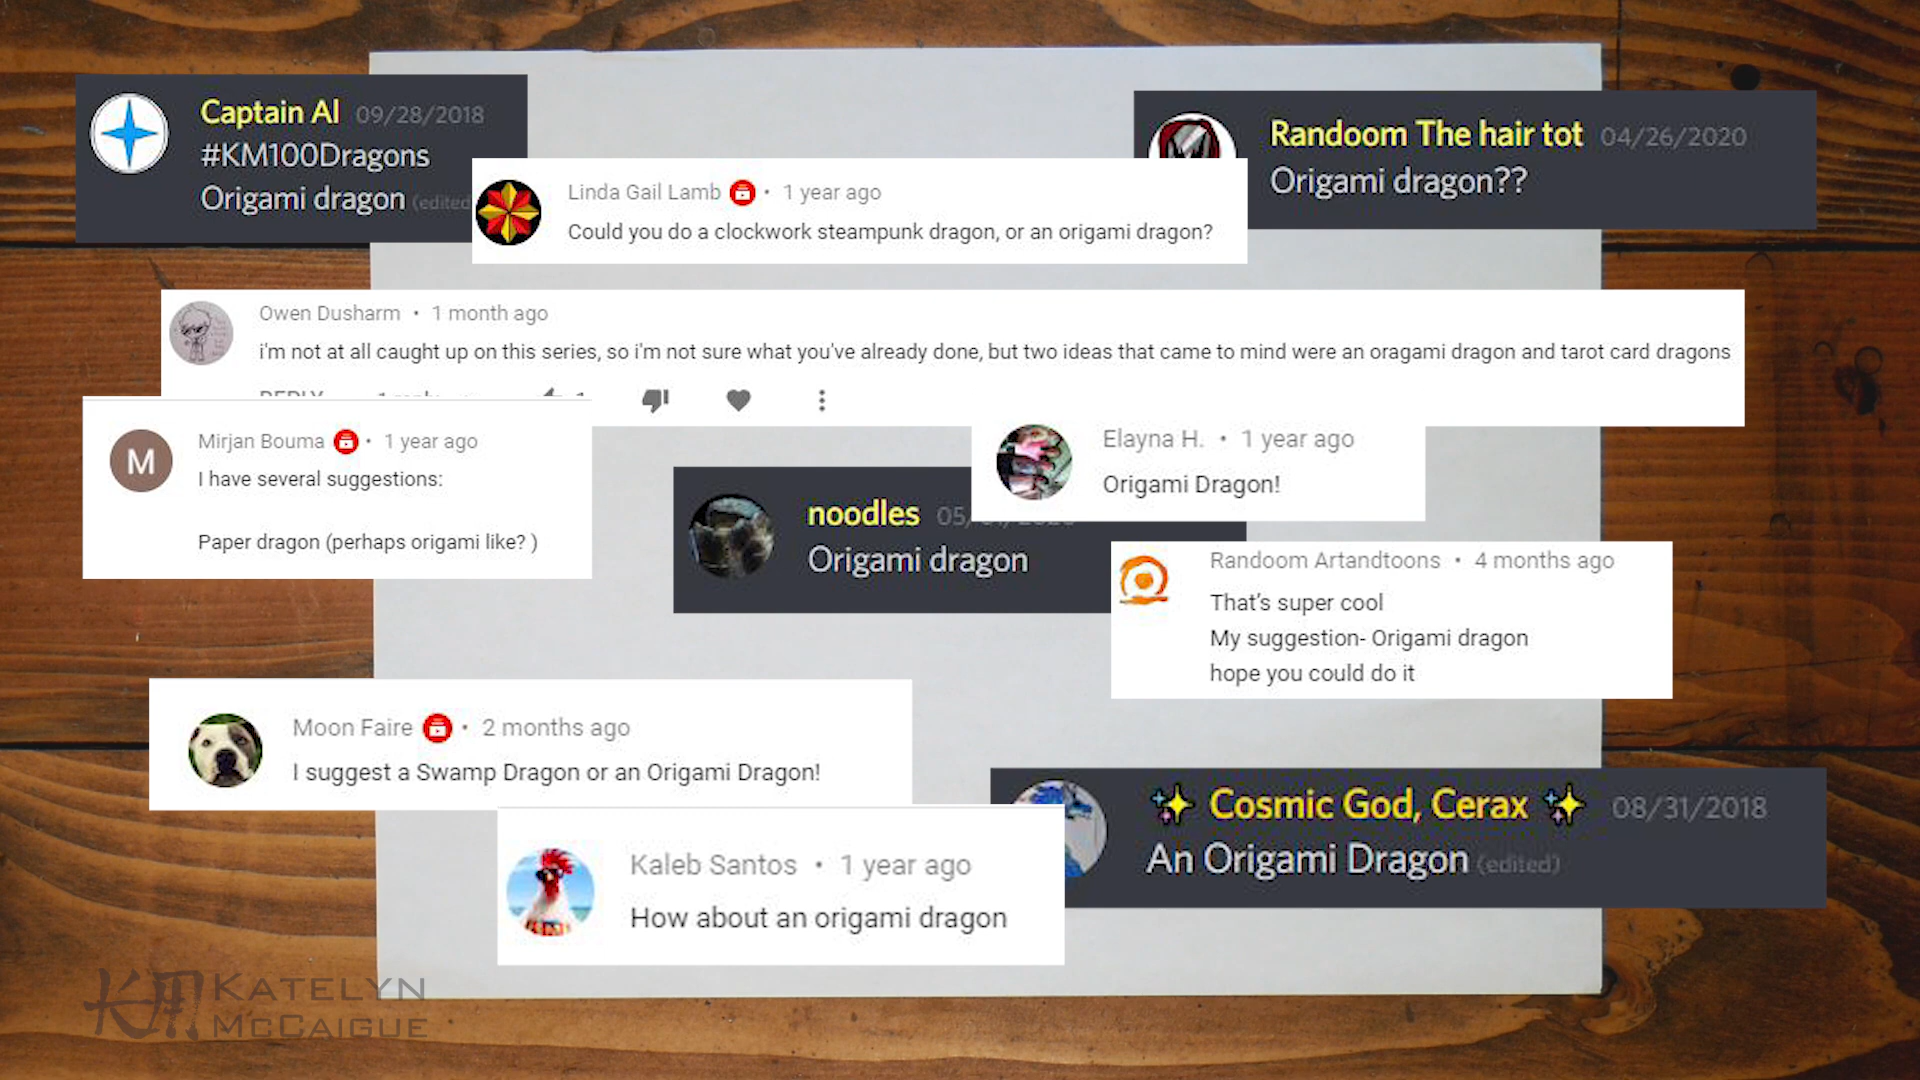 Captain Al 09/28/2018
#KM100Dragons
Origami dragon (edited
Randoom The hair tot 04/26/2020
Origami dragon??
Linda Gail Lamb • 1 year ago
Could you do a clockwork steampunk dragon, or an origami dragon?
Owen Dusharm • 1 month ago
i'm not at all caught up on this series, so i'm not sure what you've already done, but two ideas that came to mind were an oragami dragon and tarot card dragons
Mirjan Bouma • 1 year ago
I have several suggestions:
Paper dragon (perhaps origami like? )
M
Elayna H. • 1 year ago
Origami Dragon!
noodles 05/
Origami dragon
Randoom Artandtoons • 4 months ago
That's super cool
My suggestion- Origami dragon
hope you could do it
Moon Faire • 2 months ago
I suggest a Swamp Dragon or an Origami Dragon!
Cosmic God, Cerax 08/31/2018
An Origami Dragon (edited)
Kaleb Santos • 1 year ago
How about an origami dragon
KM KATELYN
MCCAIGUE